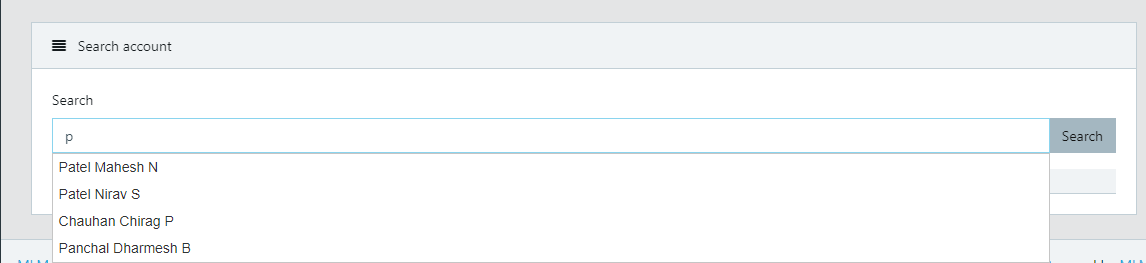 Search account
Search
p
Search
Patel Mahesh N
Patel Nirav S
Chauhan Chirag P
Panchal Dharmesh B